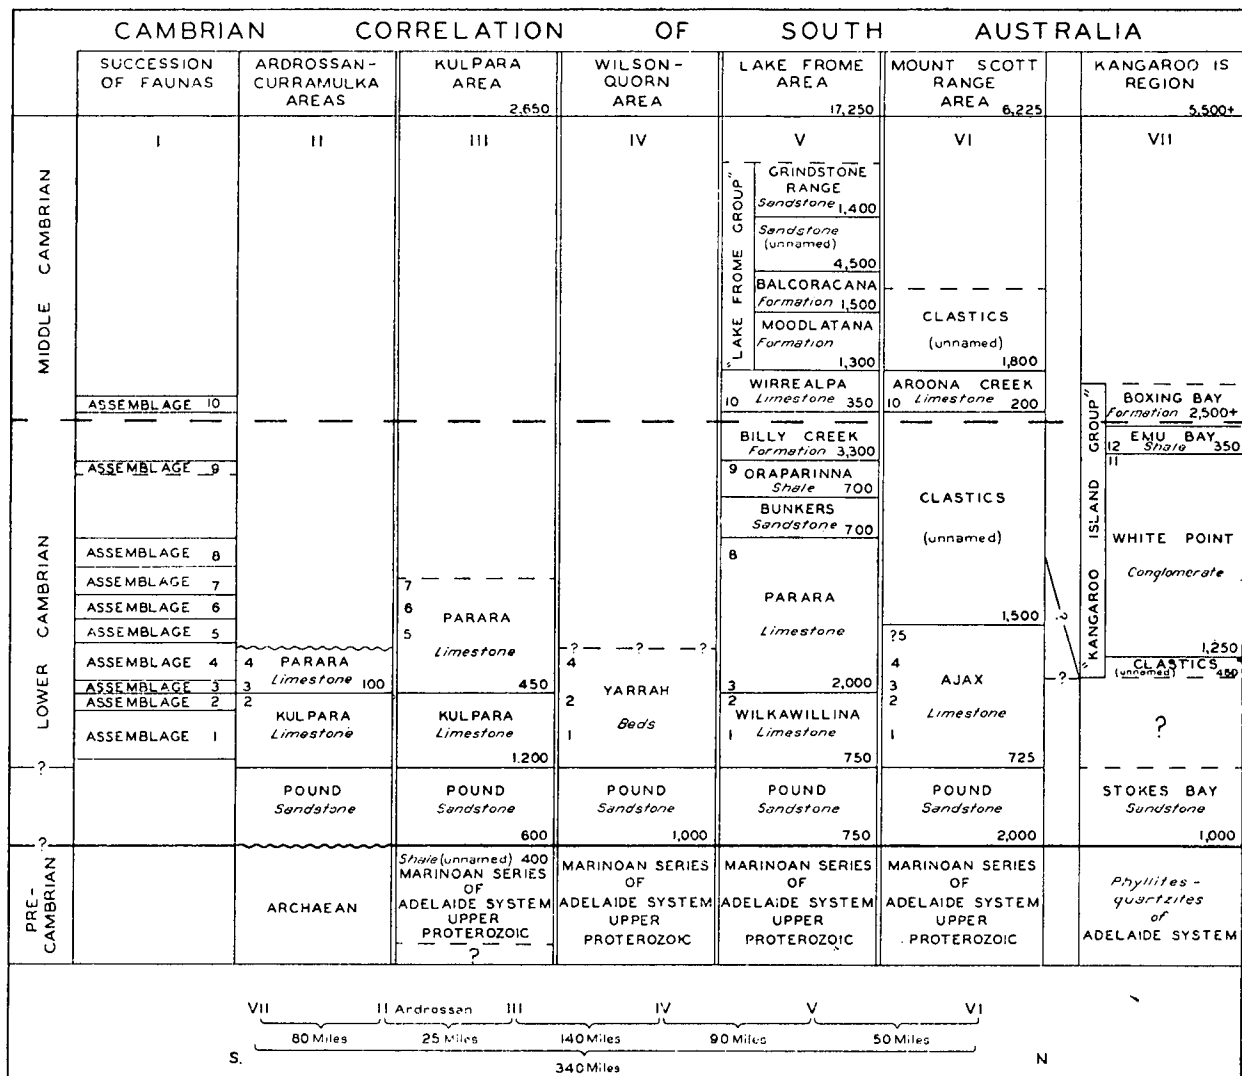 CAMBRIAN CORRELATION OF SOUTH AUSTRALIA
SUCCESSION
OF FAUNAS
I
ARDROSSAN-
CURRAMULKA
AREAS
II
KULPARA
AREA
2,650
III
WILSON-
QUORN
AREA
IV
LAKE FROME
AREA
17,250
V
MOUNT SCOTT
RANGE
AREA 6,225
VI
KANGAROO IS
REGION
5,500+
VII
MIDDLE CAMBRIAN
LOWER CAMBRIAN
?
?
PRE-
CAMBRIAN
ASSEMBLAGE 10
ASSEMBLAGE 9
ASSEMBLAGE 8
ASSEMBLAGE 7
ASSEMBLAGE 6
ASSEMBLAGE 5
ASSEMBLAGE 4
ASSEMBLAGE 3
ASSEMBLAGE 2
ASSEMBLAGE 1
4 PARARA
Limestone
3 100
2
KULPARA
Limestone
POUND
Sandstone
ARCHAEAN
7
6
PARARA
5
Limestone
450
KULPARA
Limestone
1,200
POUND
Sandstone
600
Shale (unnamed) 400
MARINOAN SERIES
OF
ADELAIDE SYSTEM
UPPER
PROTEROZOIC
?
? ? ?
4
YARRAH
2
Beds
1
POUND
Sandstone
1,000
MARINOAN SERIES
OF
ADELAIDE SYSTEM
UPPER
PROTEROZOIC
"LAKE FROME GROUP"
GRINDSTONE
RANGE
Sandstone 1,400
Sandstone
(unnamed)
4,500
BALCORACANA
Formation 1,500
MOODLATANA
Formation
1,300
WIRREALPA
10 Limestone 350
BILLY CREEK
Formation 3,300
9 ORAPARINNA
Shale 700
BUNKERS
Sandstone 700
8
PARARA
Limestone
3 2,000
2
WILKAWILLINA
1 Limestone
750
POUND
Sandstone
750
MARINOAN SERIES
OF
ADELAIDE SYSTEM
UPPER
PROTEROZOIC
CLASTICS
(unnamed)
1,800
AROONA CREEK
10 Limestone 200
CLASTICS
(unnamed)
1,500
?5
4
AJAX
3
2 Limestone
1
725
POUND
Sandstone
2,000
MARINOAN SERIES
OF
ADELAIDE SYSTEM
UPPER
PROTEROZOIC
?
?
"KANGAROO ISLAND GROUP"
BOXING BAY
Formation 2,500+
EMU BAY
12 Shale 350
11
WHITE POINT
Conglomerate
1,250
CLASTICS
(unnamed) 450
?
STOKES BAY
Sandstone
1,000
Phyllites-
quartzites
of
ADELAIDE SYSTEM
VII II Ardrossan III IV V VI
80 Miles 25 Miles 140 Miles 90 Miles 50 Miles
S. N
340 Miles